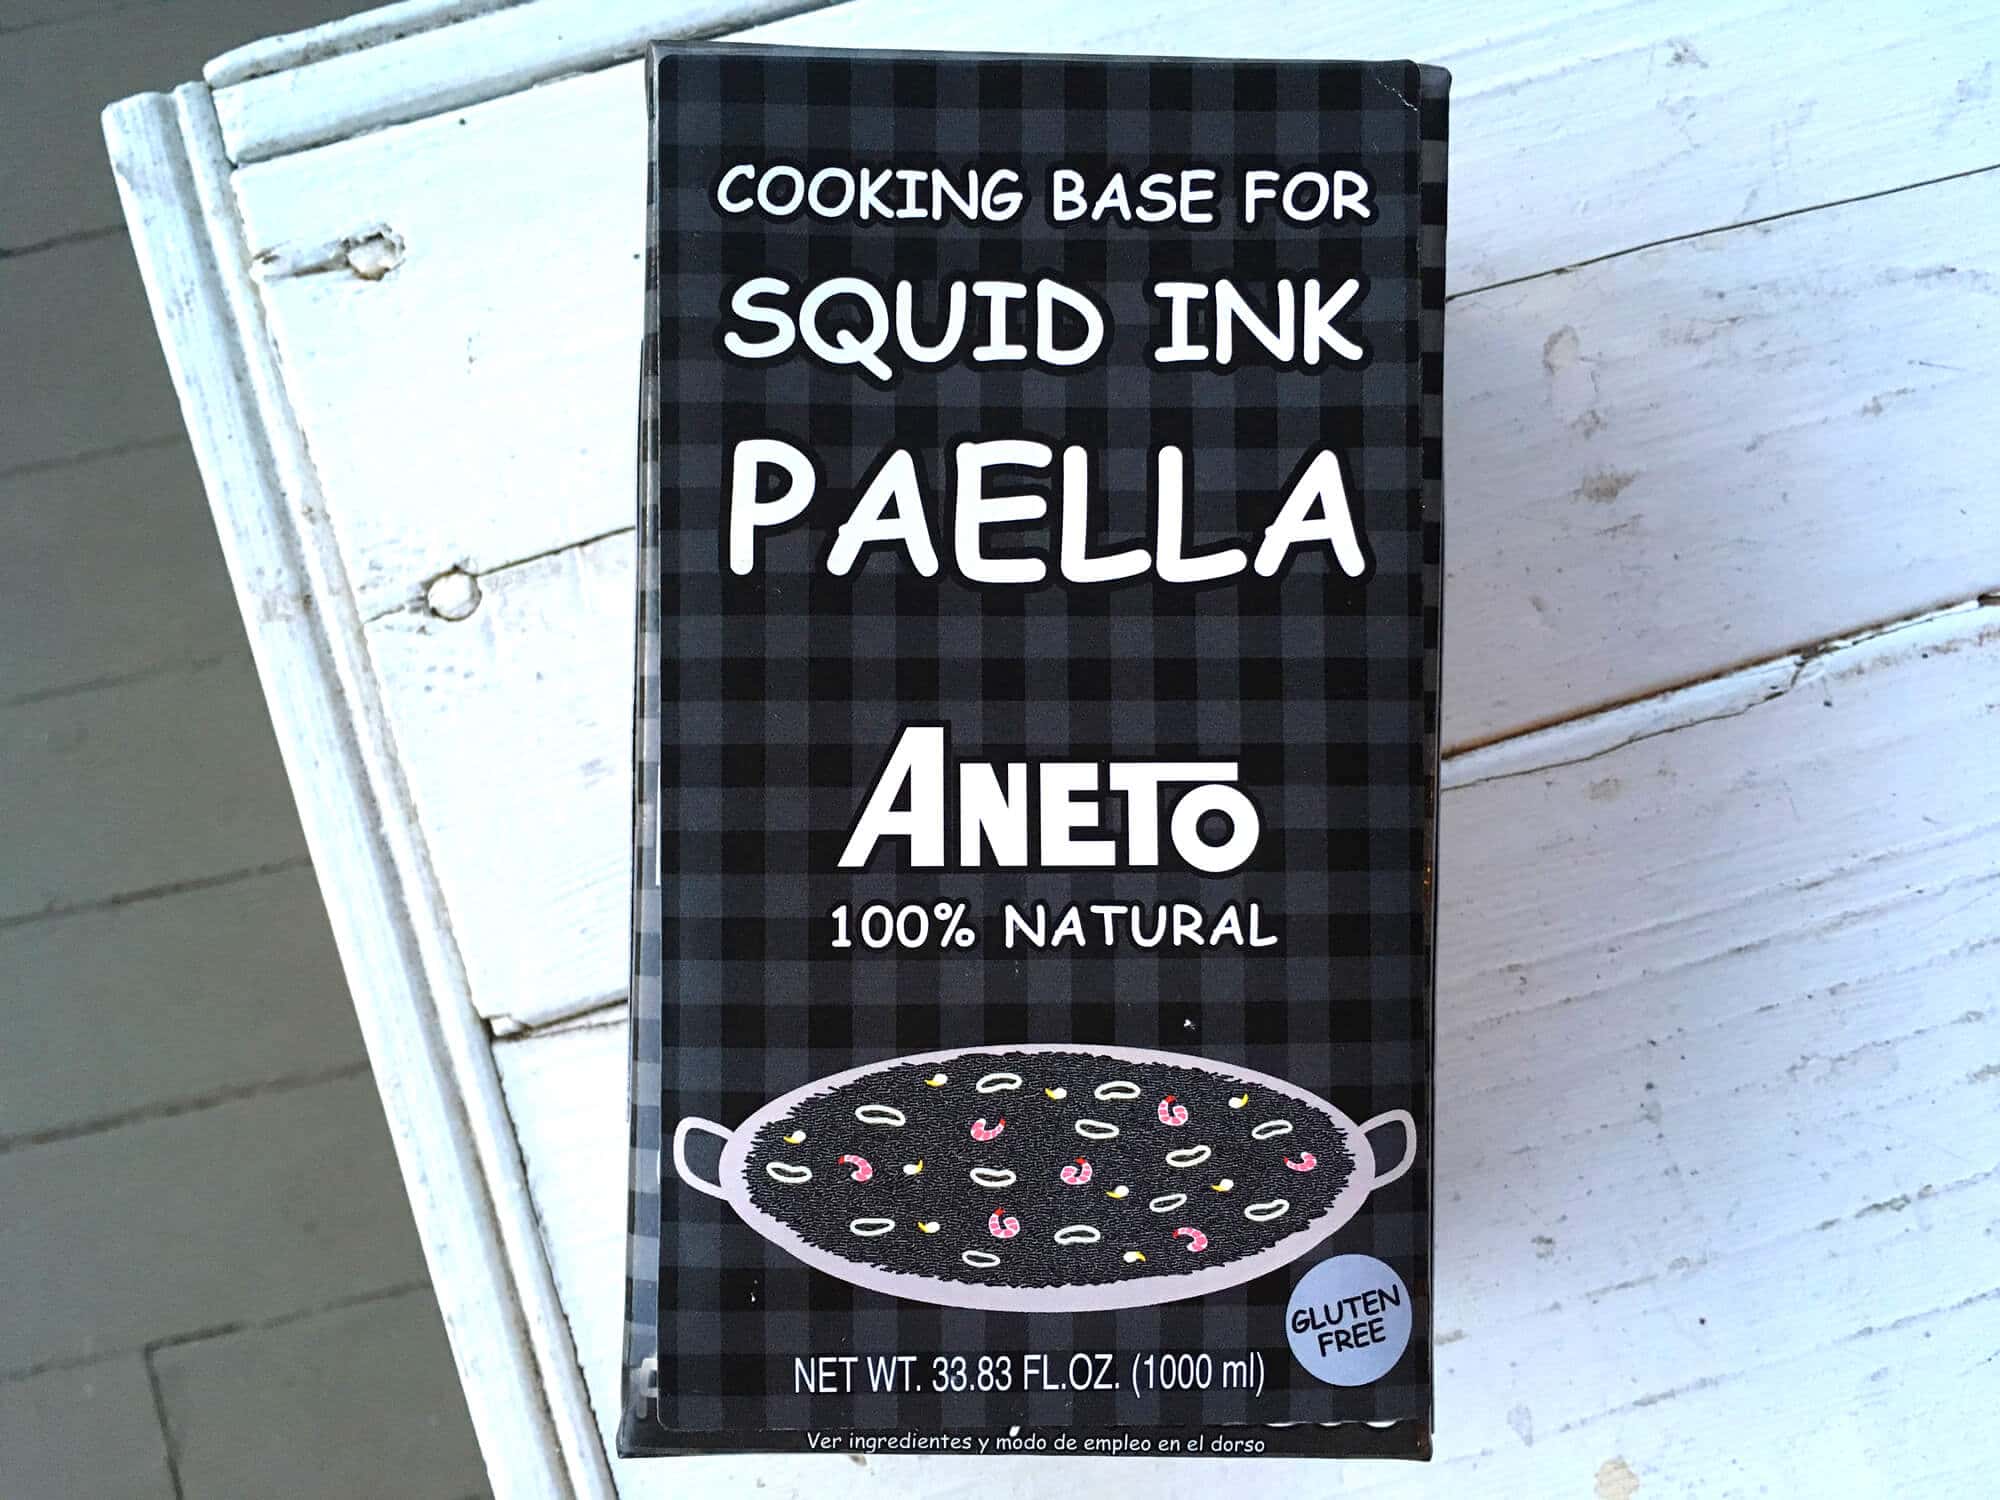 COOKING BASE FOR
SQUID INK
PAELLA
ANETO
100% NATURAL
GLUTEN
FREE
NET WT. 33.83 FL.OZ. (1000 ml)
Ver ingredientes y modo de empleo en el dorso